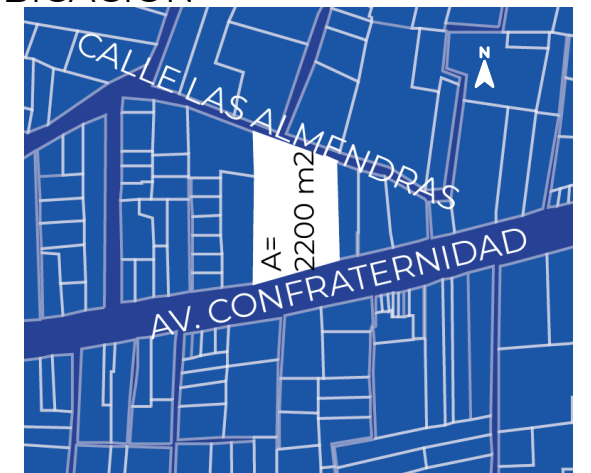 N
CALLE LAS ALMENDRAS
A=
2200 m2
AV. CONFRATERNIDAD